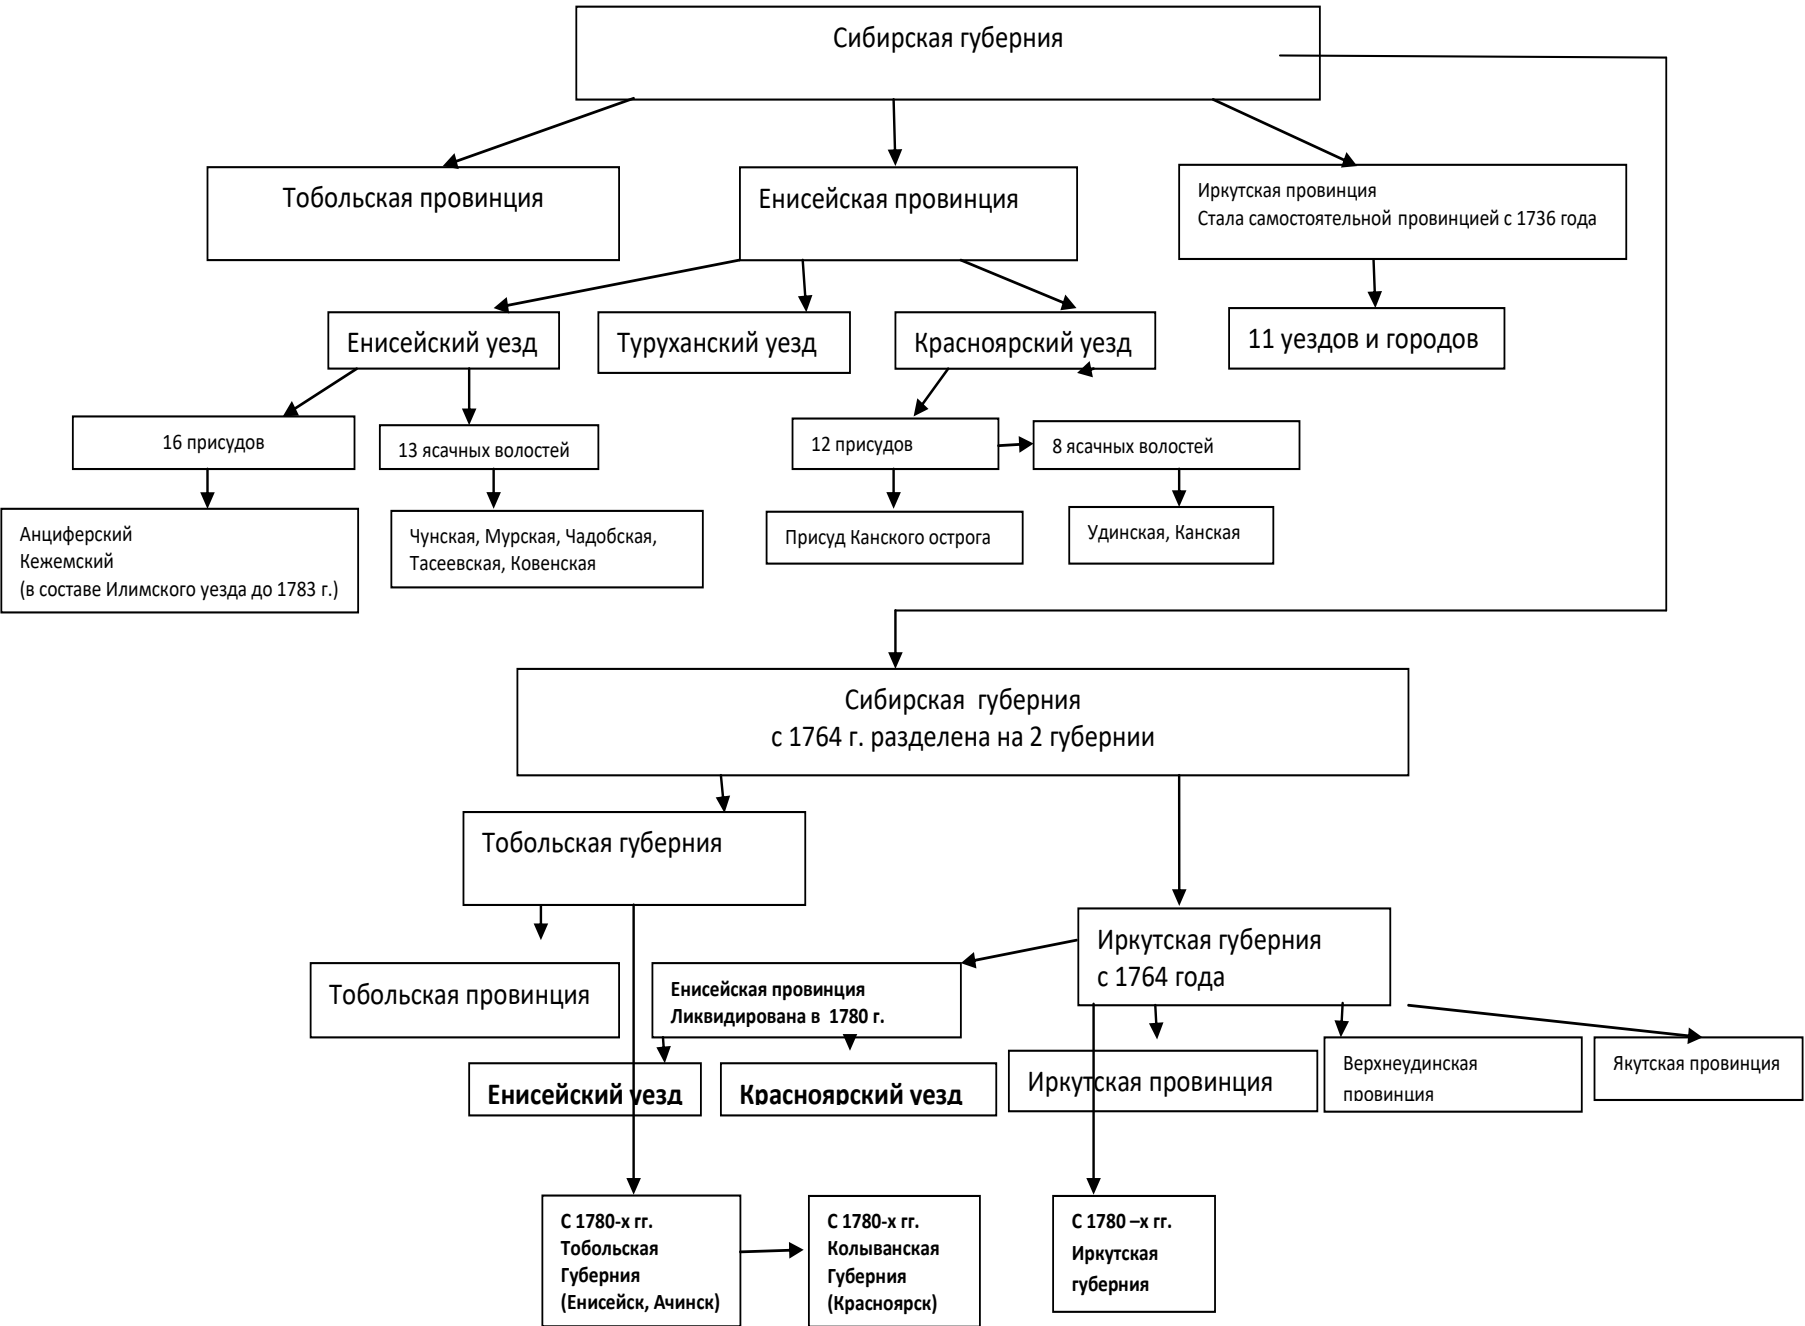 Сибирская губерния
Тобольская провинция
Енисейская провинция
Иркутская провинция
Стала самостоятельной провинцией с 1736 года
Енисейский уезд
Туруханский уезд
Красноярский уезд
11 уездов и городов
16 присудов
13 ясачных волостей
12 присудов
8 ясачных волостей
Анциферский
Кежемский
(в составе Илимского уезда до 1783 г.)
Чунская, Мурская, Чадобская,
Тасеевская, Ковенская
Присуд Канского острога
Удинская, Канская
Сибирская губерния
с 1764 г. разделена на 2 губернии
Тобольская губерния
Иркутская губерния
с 1764 года
Тобольская провинция
Енисейская провинция
Ликвидирована в 1780 г.
Енисейский уезд
Красноярский уезд
Иркутская провинция
Верхнеудинская
провинция
Якутская провинция
С 1780-х гг.
Тобольская
Губерния
(Енисейск, Ачинск)
С 1780-х гг.
Колыванская
Губерния
(Красноярск)
С 1780 –х гг.
Иркутская
губерния